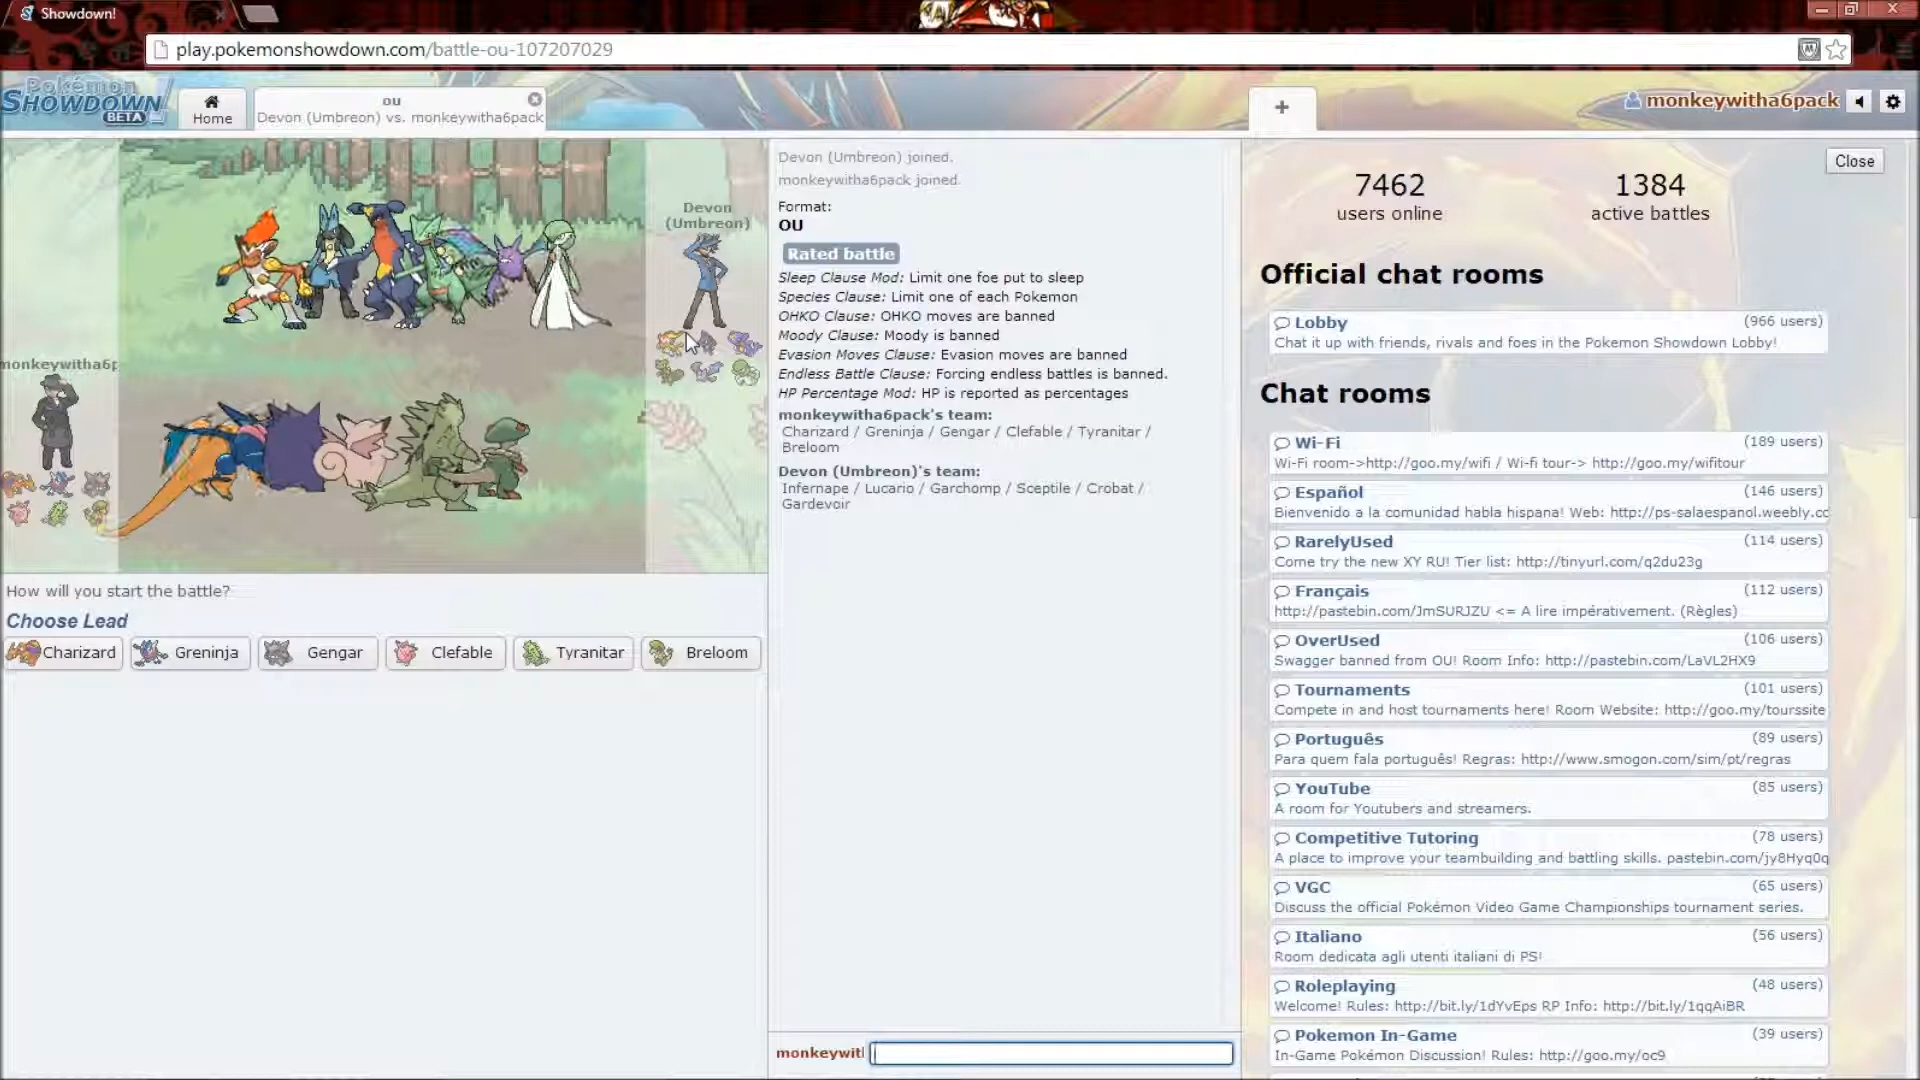 Showdown!
play.pokemonshowdown.com/battle-ou-107207029
Pokémon
SHOWDOWN!
BETA
Home
ou
Devon (Umbreon) vs. monkeywitha6pack
+
monkeywitha6pack
Devon
(Umbreon)
monkeywitha6p
How will you start the battle?
Choose Lead
Charizard
Greninja
Gengar
Clefable
Tyranitar
Breloom
Devon (Umbreon) joined.
monkeywitha6pack joined.
Format:
OU
Rated battle
Sleep Clause Mod: Limit one foe put to sleep
Species Clause: Limit one of each Pokemon
OHKO Clause: OHKO moves are banned
Moody Clause: Moody is banned
Evasion Moves Clause: Evasion moves are banned
Endless Battle Clause: Forcing endless battles is banned.
HP Percentage Mod: HP is reported as percentages
monkeywitha6pack's team:
Charizard / Greninja / Gengar / Clefable / Tyranitar /
Breloom
Devon (Umbreon)'s team:
Infernape / Lucario / Garchomp / Sceptile / Crobat /
Gardevoir
monkeywitl
Close
7462
users online
1384
active battles
Official chat rooms
Lobby (966 users)
Chat it up with friends, rivals and foes in the Pokemon Showdown Lobby!
Chat rooms
Wi-Fi (189 users)
Wi-Fi room->http://goo.my/wifi / Wi-fi tour-> http://goo.my/wifitour
Español (146 users)
Bienvenido a la comunidad habla hispana! Web: http://ps-salaespanol.weebly.cc
RarelyUsed (114 users)
Come try the new XY RU! Tier list: http://tinyurl.com/q2du23g
Français (112 users)
http://pastebin.com/JmSURJZU <= A lire impérativement. (Règles)
OverUsed (106 users)
Swagger banned from OU! Room Info: http://pastebin.com/LaVL2HX9
Tournaments (101 users)
Compete in and host tournaments here! Room Website: http://goo.my/tourssite
Português (89 users)
Para quem fala português! Regras: http://www.smogon.com/sim/pt/regras
YouTube (85 users)
A room for Youtubers and streamers.
Competitive Tutoring (78 users)
A place to improve your teambuilding and battling skills. pastebin.com/jy8Hyq0q
VGC (65 users)
Discuss the official Pokémon Video Game Championships tournament series.
Italiano (56 users)
Room dedicata agli utenti italiani di PS!
Roleplaying (48 users)
Welcome! Rules: http://bit.ly/1dYvEps RP Info: http://bit.ly/1qqAiBR
Pokemon In-Game (39 users)
In-Game Pokémon Discussion! Rules: http://goo.my/oc9